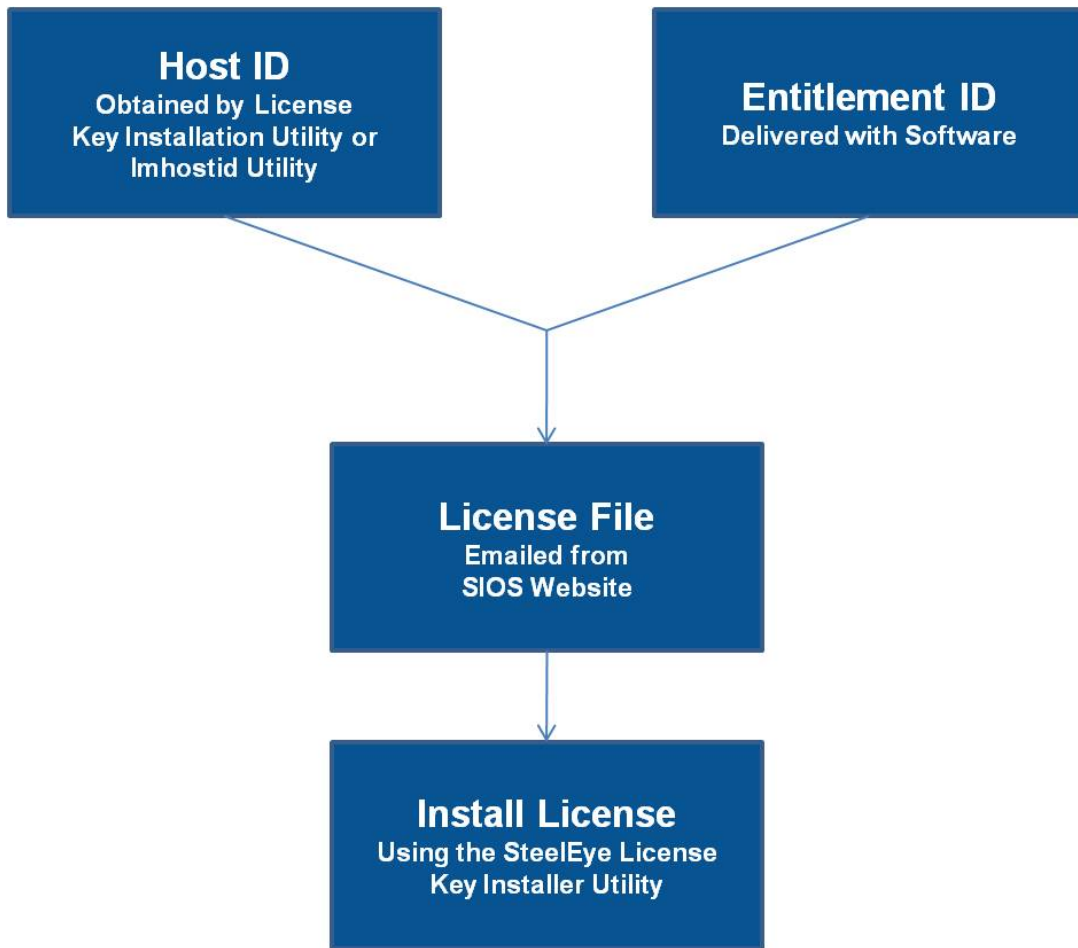 Host ID
Obtained by License
Key Installation Utility or
lmhostid Utility
Entitlement ID
Delivered with Software
License File
Emailed from
SIOS Website
Install License
Using the SteelEye License
Key Installer Utility